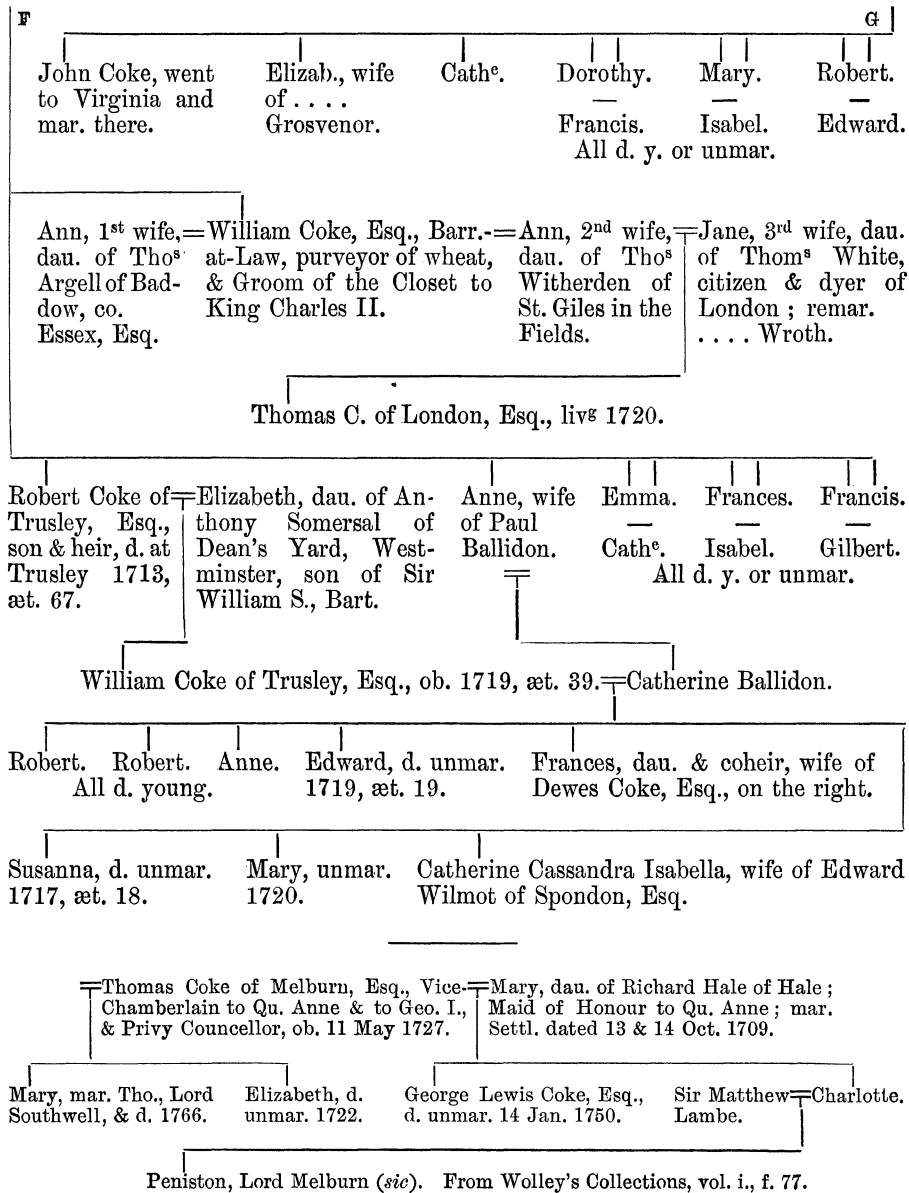 F G
John Coke, went to Virginia and mar. there.
Elizab., wife of . . . . Grosvenor.
Cathe.
Dorothy. — Francis.
Mary. — Isabel.
Robert. — Edward.
All d. y. or unmar.
Ann, 1st wife, = William Coke, Esq., Barr.- = Ann, 2nd wife, = Jane, 3rd wife, dau.
dau. of Thos at-Law, purveyor of wheat, dau. of Thos of Thoms White,
Argell of Bad- & Groom of the Closet to Witherden of citizen & dyer of
dow, co. King Charles II. St. Giles in the London ; remar.
Essex, Esq. Fields. . . . . Wroth.
Thomas C. of London, Esq., livg 1720.
Robert Coke of = Elizabeth, dau. of An- Anne, wife Emma. Frances. Francis.
Trusley, Esq., thony Somersal of of Paul — — —
son & heir, d. at Dean's Yard, West- Ballidon. Cathe. Isabel. Gilbert.
Trusley 1713, minster, son of Sir = All d. y. or unmar.
æt. 67. William S., Bart.
William Coke of Trusley, Esq., ob. 1719, æt. 39. = Catherine Ballidon.
Robert. Robert. Anne. Edward, d. unmar. Frances, dau. & coheir, wife of
All d. young. 1719, æt. 19. Dewes Coke, Esq., on the right.
Susanna, d. unmar. Mary, unmar. Catherine Cassandra Isabella, wife of Edward
1717, æt. 18. 1720. Wilmot of Spondon, Esq.
= Thomas Coke of Melburn, Esq., Vice- = Mary, dau. of Richard Hale of Hale ;
Chamberlain to Qu. Anne & to Geo. I., Maid of Honour to Qu. Anne ; mar.
& Privy Councellor, ob. 11 May 1727. Settl. dated 13 & 14 Oct. 1709.
Mary, mar. Tho., Lord Elizabeth, d. George Lewis Coke, Esq., Sir Matthew = Charlotte.
Southwell, & d. 1766. unmar. 1722. d. unmar. 14 Jan. 1750. Lambe.
Peniston, Lord Melburn (sic). From Wolley's Collections, vol. i., f. 77.